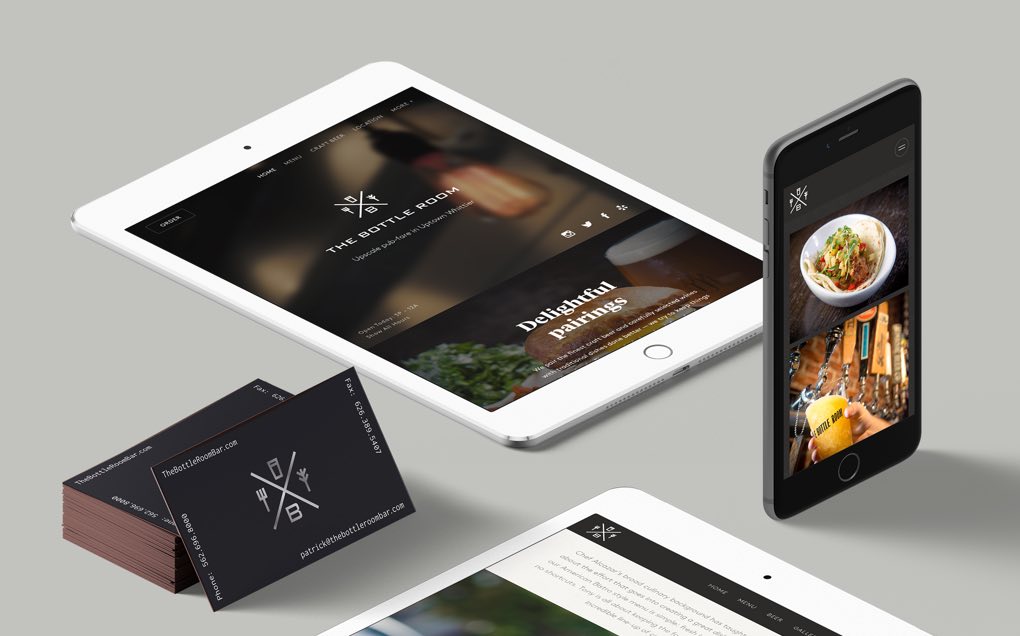 HOME MENU CRAFT BEER LOCATION MORE
ORDER
B
THE BOTTLE ROOM
Upscale pub-fare in Uptown Whittier
Open Today 3P - 12A
Show All Hours
Delightful
pairings
We pair the finest craft beer and carefully selected wines
with traditional dishes done better — we try to keep things
BOTTLE ROOM
TheBottleRoomBar.com
Fax:
Phone: 562.696.8000
TheBottleRoomBar.com
Fax: 626.389.5407
B
Phone: 562.696.8000
patrick@thebottleroombar.com
HOME MENU BEER
Chef Alcazar's broad culinary background has taught
about the effort that goes into creating a great
our American Bistro style menu is simple, fresh
no shortcuts. Tony is all about keeping the
incredible line-up of